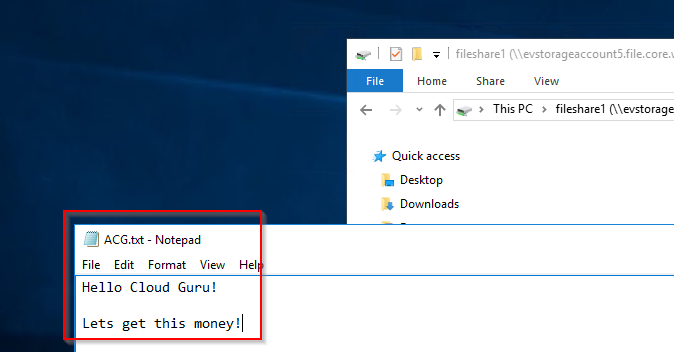 fileshare1 (\\evstorageaccount5.file.core.
File Home Share View
This PC fileshare1 (\\evstorage
Quick access
Desktop
Downloads
ACG.txt - Notepad
File Edit Format View Help
Hello Cloud Guru!
Lets get this money!